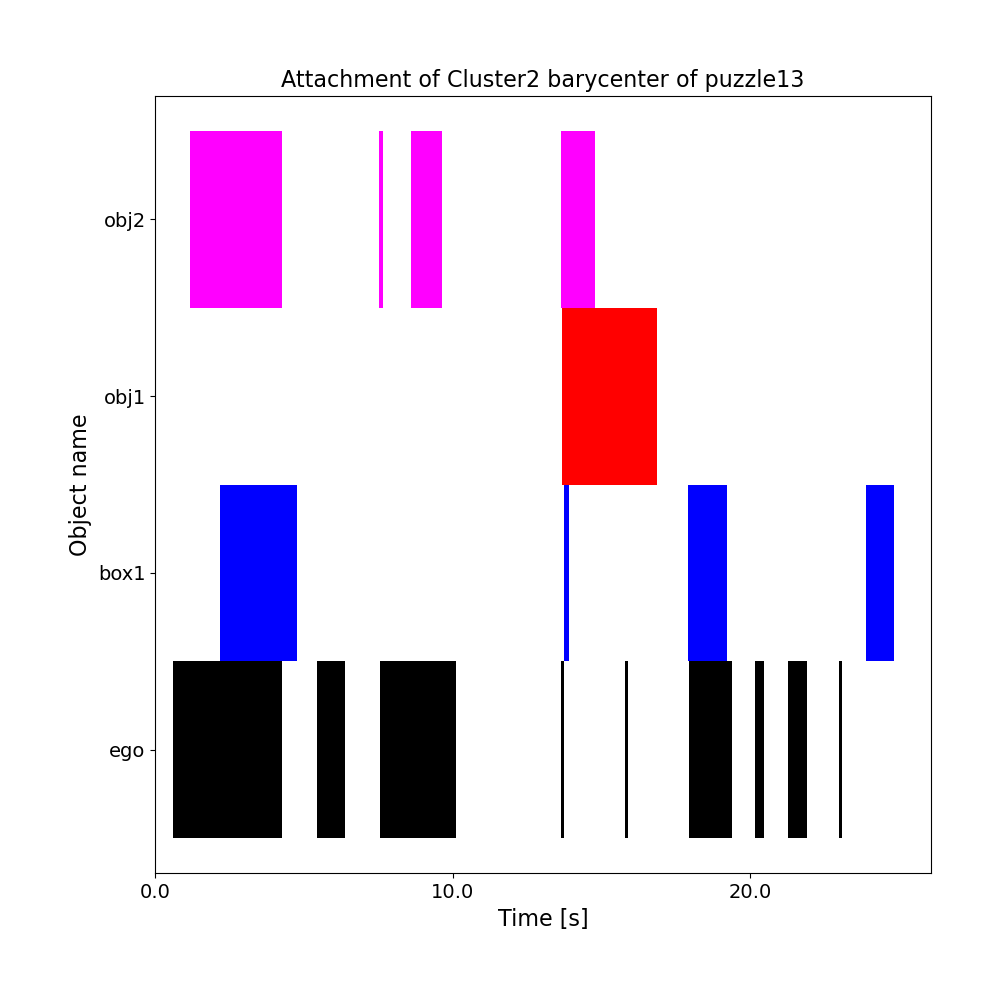 Attachment of Cluster2 barycenter of puzzle13
obj2
obj1
box1
ego
Object name
0.0 10.0 20.0
Time [s]